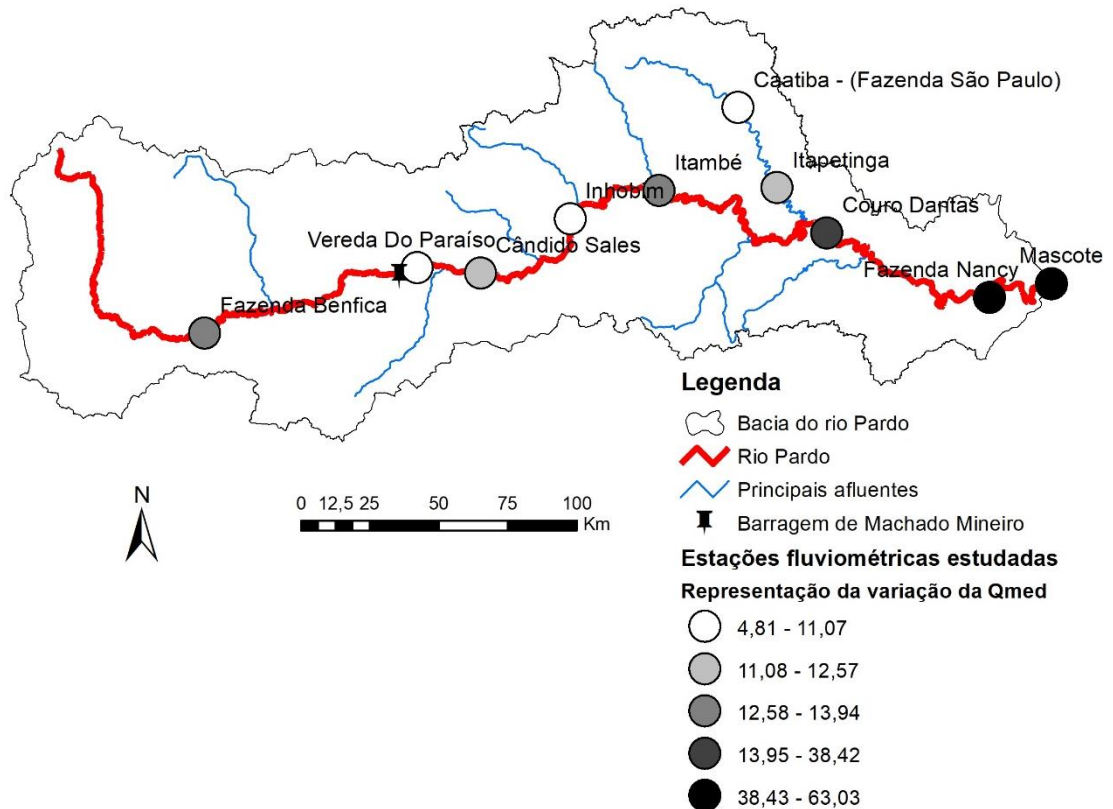 Caatiba - (Fazenda São Paulo)
Itambé
Itapetinga
Inhobim
Couro Dantas
Vereda Do Paraíso
Cândido Sales
Mascote
Fazenda Nancy
Fazenda Benfica
Legenda
Bacia do rio Pardo
Rio Pardo
Principais afluentes
Barragem de Machado Mineiro
Estações fluviométricas estudadas
Representação da variação da Qmed
4,81 - 11,07
11,08 - 12,57
12,58 - 13,94
13,95 - 38,42
38,43 - 63,03
N
0 12,5 25 50 75 100
Km